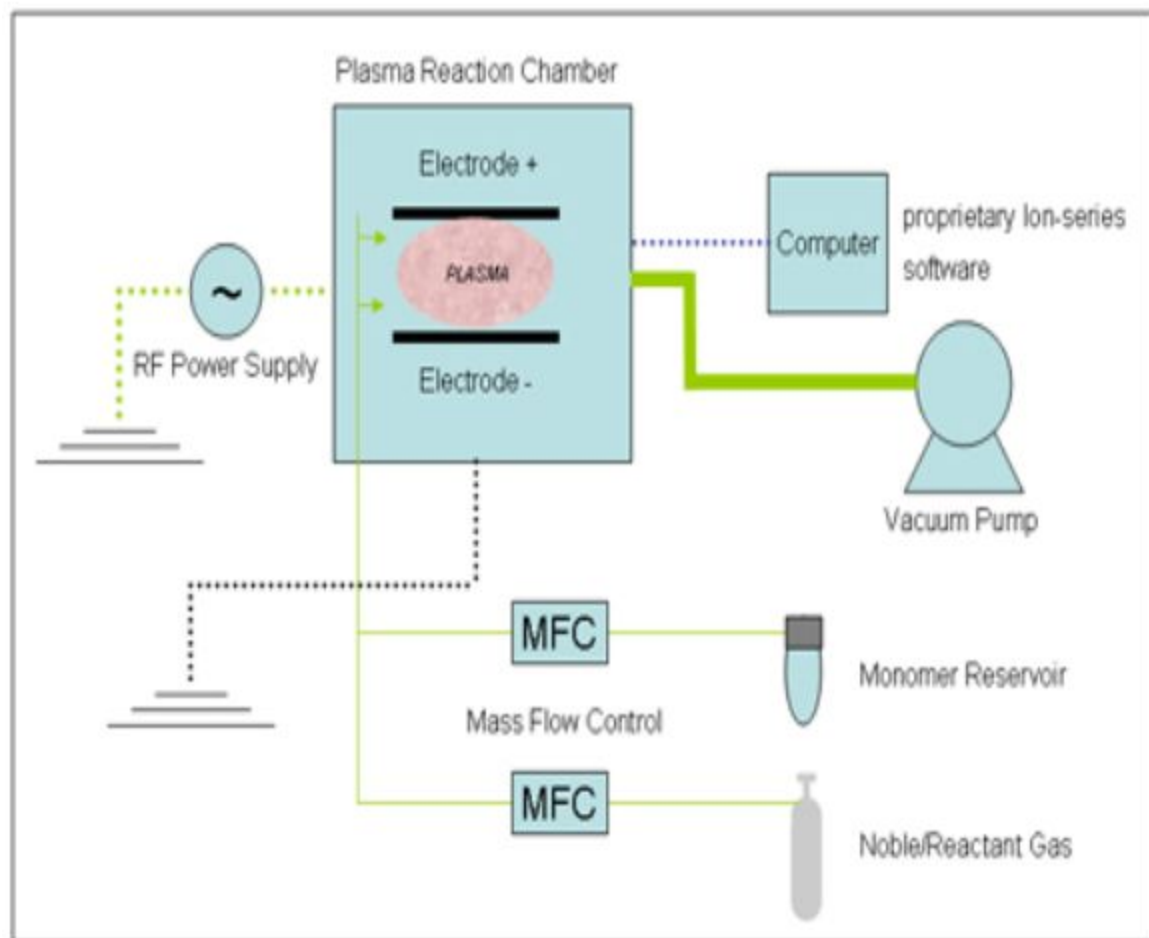 Plasma Reaction Chamber
Electrode +
PLASMA
Electrode -
~
RF Power Supply
Computer
proprietary Ion-series
software
Vacuum Pump
MFC
Monomer Reservoir
Mass Flow Control
MFC
Noble/Reactant Gas